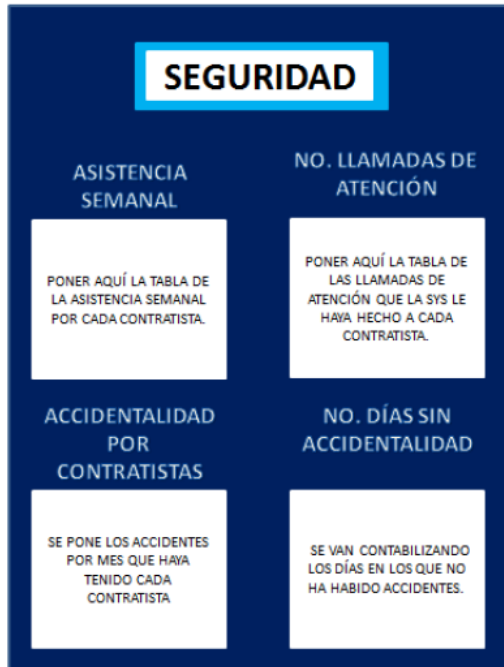 SEGURIDAD
ASISTENCIA
SEMANAL
PONER AQUÍ LA TABLA DE
LA ASISTENCIA SEMANAL
POR CADA CONTRATISTA.
NO. LLAMADAS DE
ATENCIÓN
PONER AQUÍ LA TABLA DE
LAS LLAMADAS DE
ATENCIÓN QUE LA SYS LE
HAYA HECHO A CADA
CONTRATISTA.
ACCIDENTALIDAD
POR
CONTRATISTAS
SE PONE LOS ACCIDENTES
POR MES QUE HAYA
TENIDO CADA
CONTRATISTA
NO. DÍAS SIN
ACCIDENTALIDAD
SE VAN CONTABILIZANDO
LOS DÍAS EN LOS QUE NO
HA HABIDO ACCIDENTES.